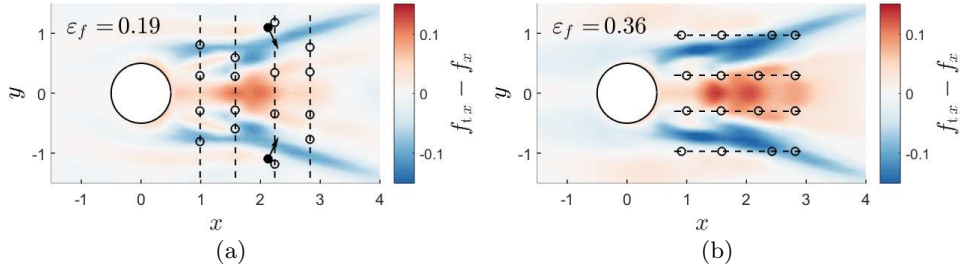 ε_f = 0.19
1
0
-1
y
-1
0
1
2
3
4
x
0.1
0
-0.1
f_{t x} − f_x
(a)
ε_f = 0.36
1
0
-1
y
-1
0
1
2
3
4
x
0.1
0
-0.1
f_{t x} − f_x
(b)